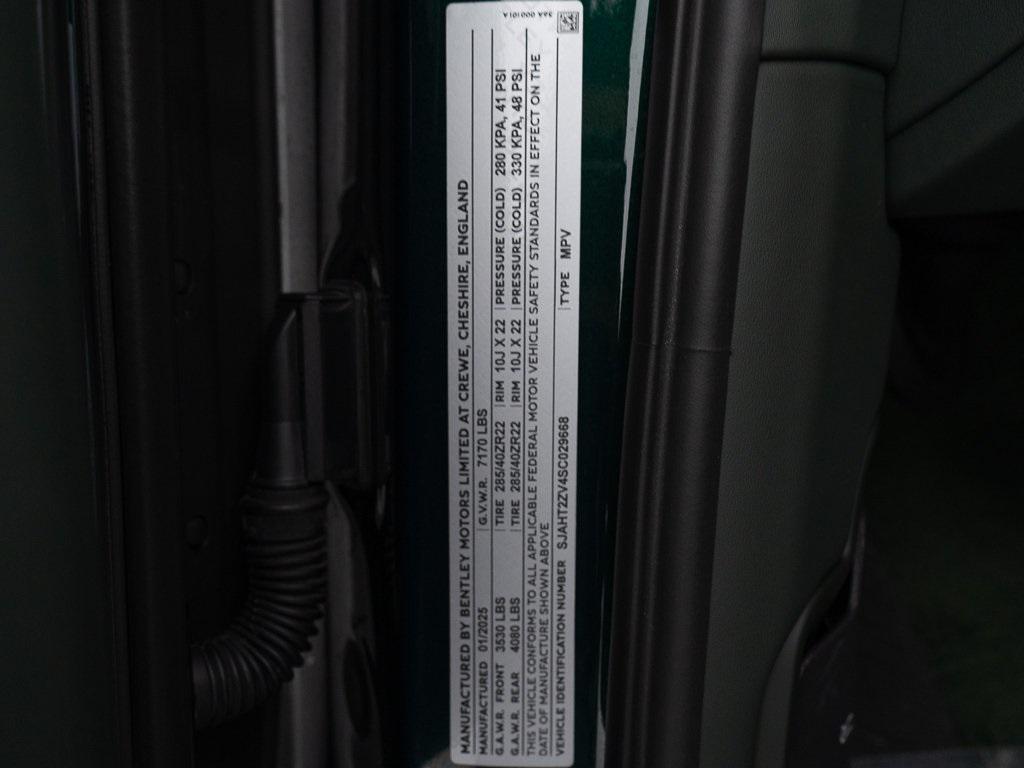 36A 000 101 A
MANUFACTURED BY BENTLEY MOTORS LIMITED AT CREWE, CHESHIRE, ENGLAND
MANUFACTURED 01/2025 G.V.W.R. 7170 LBS
G.A.W.R. FRONT 3530 LBS TIRE 285/40ZR22 RIM 10J X 22 PRESSURE (COLD) 280 KPA, 41 PSI
G.A.W.R. REAR 4080 LBS TIRE 285/40ZR22 RIM 10J X 22 PRESSURE (COLD) 330 KPA, 48 PSI
THIS VEHICLE CONFORMS TO ALL APPLICABLE FEDERAL MOTOR VEHICLE SAFETY STANDARDS IN EFFECT ON THE
DATE OF MANUFACTURE SHOWN ABOVE
VEHICLE IDENTIFICATION NUMBER SJAHT2ZV4SC029668 TYPE MPV